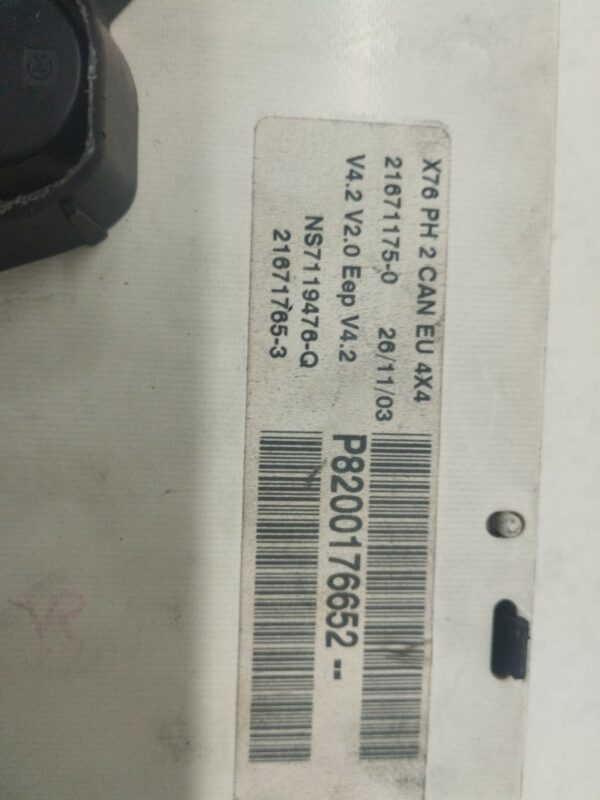 X76 PH 2 CAN EU 4X4
21671175-0 26/11/03
V4.2 V2.0 Eep V4.2
NS7119476-Q
21671765-3
P8200176652--